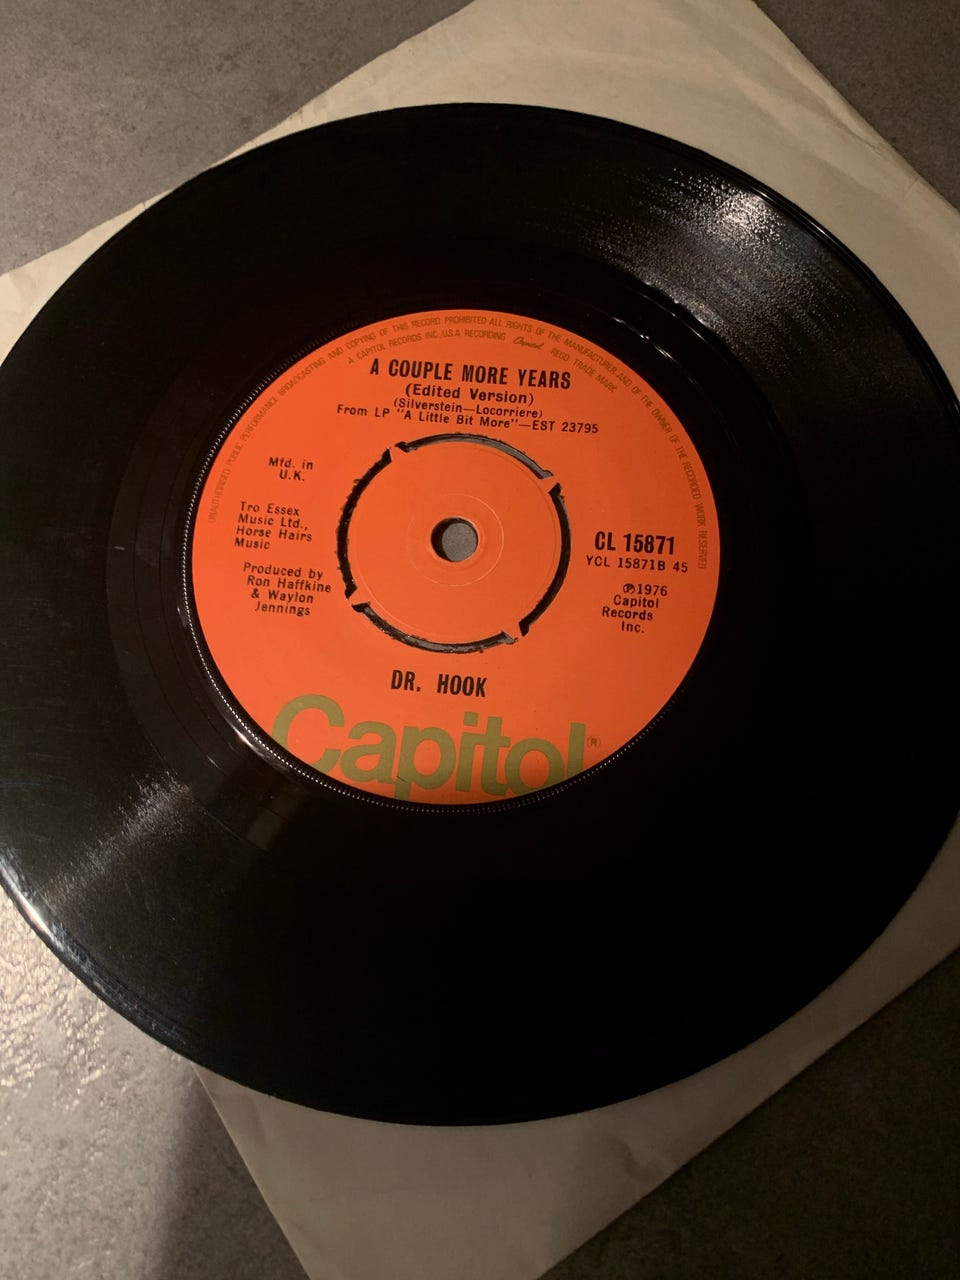 UNAUTHORISED PUBLIC PERFORMANCE BROADCASTING AND COPYING OF THIS RECORD PROHIBITED·ALL RIGHTS OF THE MANUFACTURER AND OF THE OWNER OF THE RECORDED WORK RESERVED
A CAPITOL RECORDS INC., U.S.A RECORDING Capitol REGD. TRADE MARK
A COUPLE MORE YEARS
(Edited Version)
(Silverstein—Locorriere)
From LP "A Little Bit More"—EST 23795
Mfd. in
U.K.
Tro Essex
Music Ltd.,
Horse Hairs
Music
Produced by
Ron Haffkine
& Waylon
Jennings
CL 15871
YCL 15871B 45
℗1976
Capitol
Records
Inc.
DR. HOOK
Capitol®